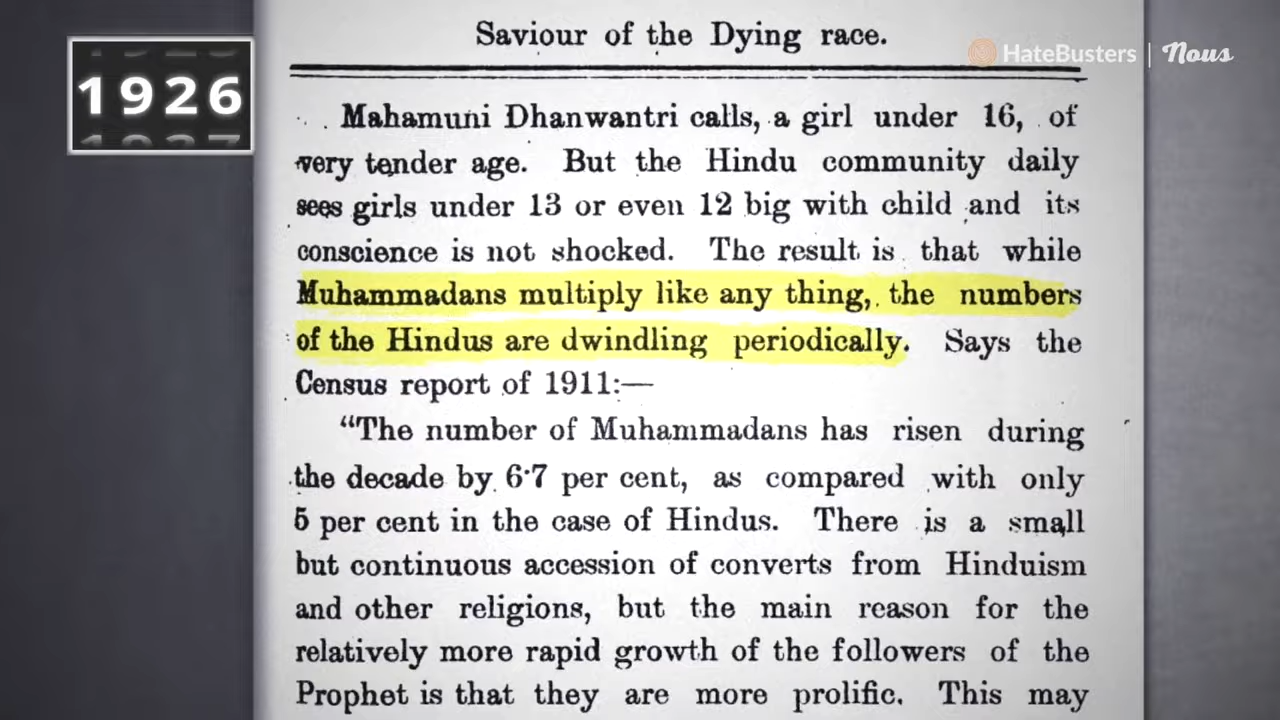 Saviour of the Dying race.
HateBusters | Nous
1926
Mahamuni Dhanwantri calls, a girl under 16, of
very tender age. But the Hindu community daily
sees girls under 13 or even 12 big with child and its
conscience is not shocked. The result is that while
Muhammadans multiply like any thing, the numbers
of the Hindus are dwindling periodically. Says the
Census report of 1911:—
“The number of Muhammadans has risen during
the decade by 6·7 per cent, as compared with only
5 per cent in the case of Hindus. There is a small
but continuous accession of converts from Hinduism
and other religions, but the main reason for the
relatively more rapid growth of the followers of the
Prophet is that they are more prolific. This may